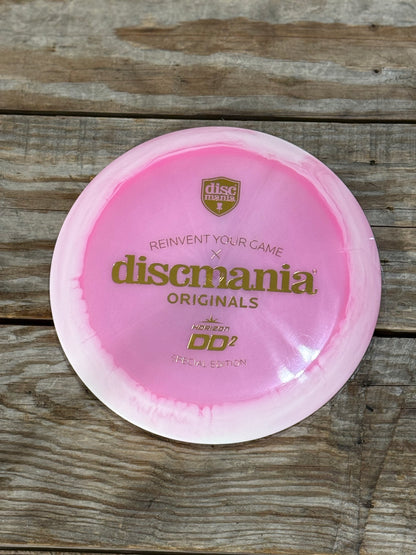 disc
mania
REINVENT YOUR GAME
X
discmania
ORIGINALS
HORIZON
DD2
SPECIAL EDITION